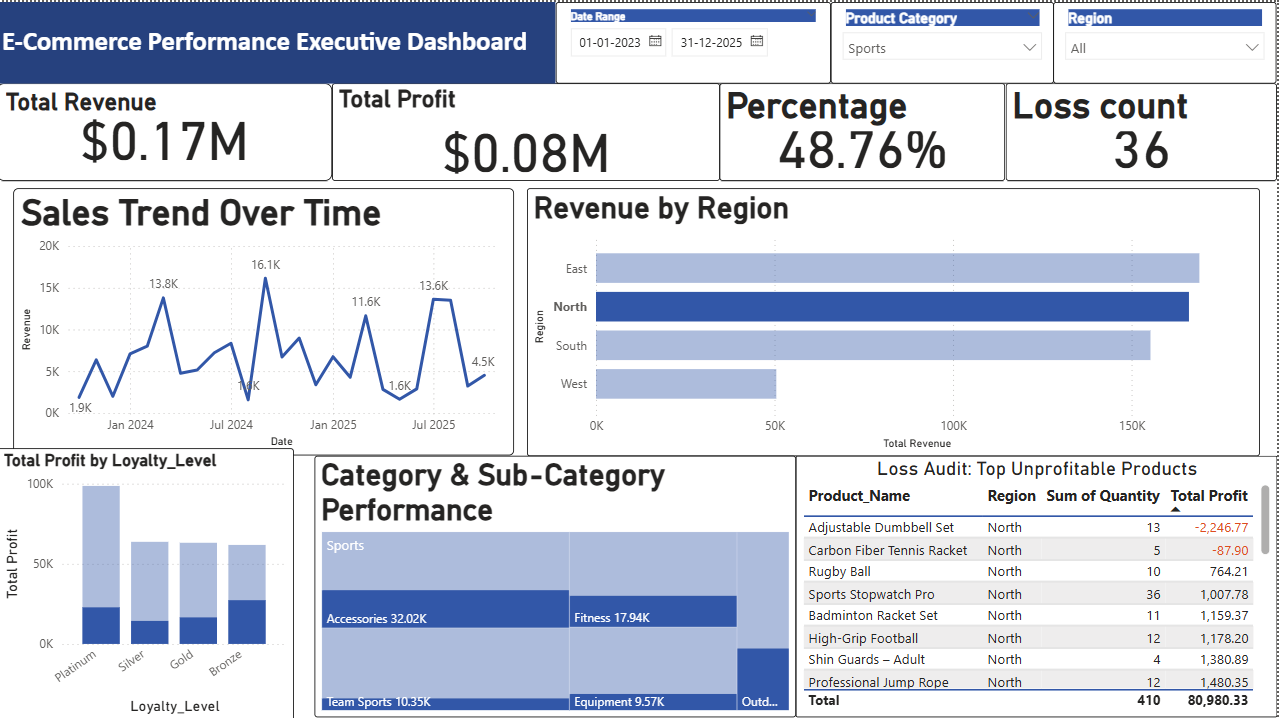 E-Commerce Performance Executive Dashboard
Date Range
01-01-2023 31-12-2025
Product Category
Sports
Region
All
Total Revenue
$0.17M
Total Profit
$0.08M
Percentage
48.76%
Loss count
36
Sales Trend Over Time
Revenue
20K
15K
10K
5K
0K
1.9K
13.8K
1.6K
16.1K
11.6K
1.6K
13.6K
4.5K
Jan 2024 Jul 2024 Jan 2025 Jul 2025
Date
Revenue by Region
Region
East
North
South
West
0K 50K 100K 150K
Total Revenue
Total Profit by Loyalty_Level
Total Profit
100K
50K
0K
Platinum Silver Gold Bronze
Loyalty_Level
Category & Sub-Category
Performance
Sports
Accessories 32.02K
Fitness 17.94K
Team Sports 10.35K
Equipment 9.57K
Outd...
Loss Audit: Top Unprofitable Products
Product_Name Region Sum of Quantity Total Profit
Adjustable Dumbbell Set North 13 -2,246.77
Carbon Fiber Tennis Racket North 5 -87.90
Rugby Ball North 10 764.21
Sports Stopwatch Pro North 36 1,007.78
Badminton Racket Set North 11 1,159.37
High-Grip Football North 12 1,178.20
Shin Guards – Adult North 4 1,380.89
Professional Jump Rope North 12 1,480.35
Total 410 80,980.33